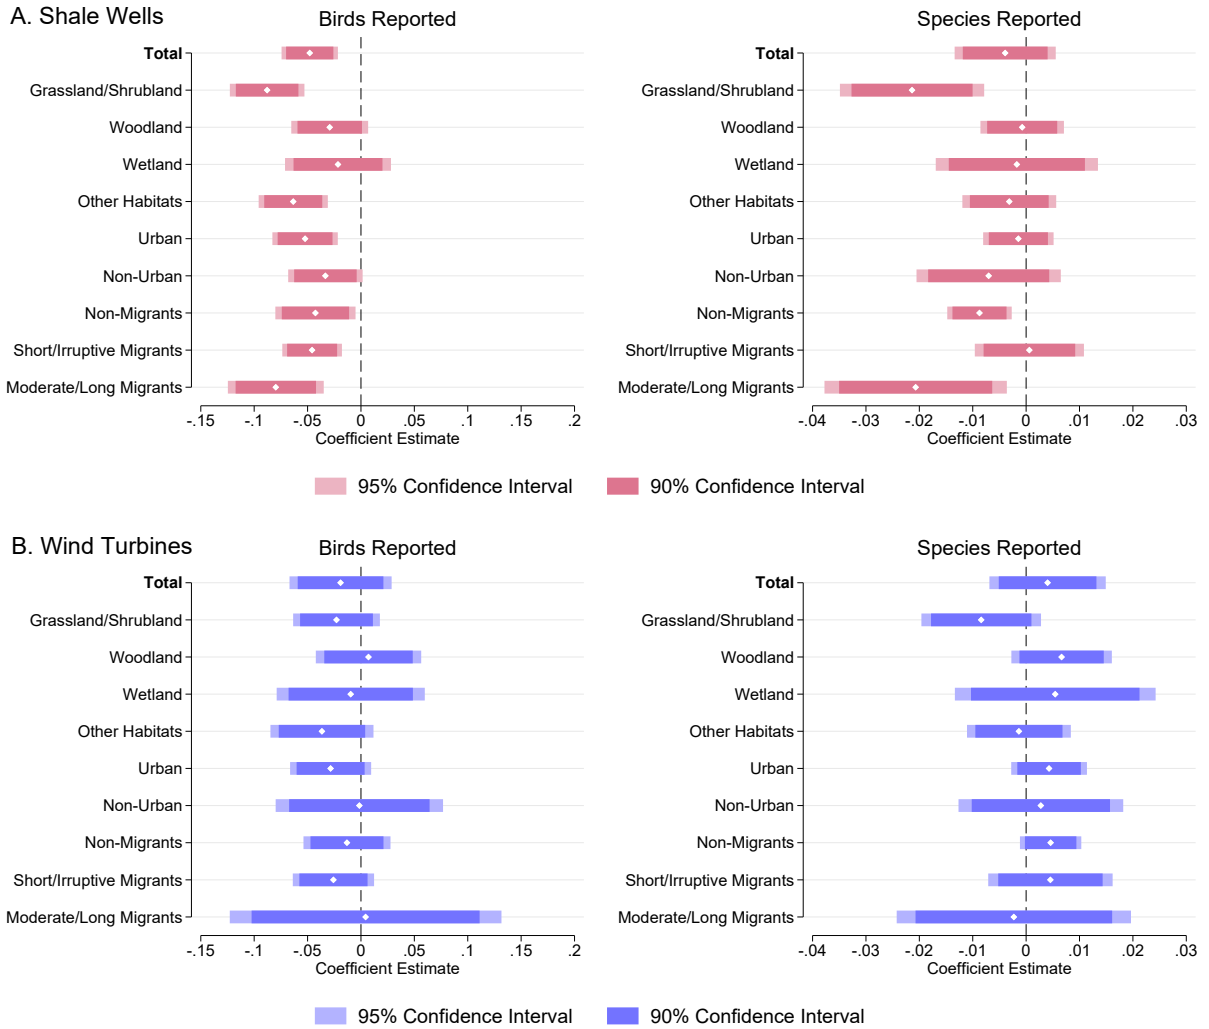 A. Shale Wells
Birds Reported
Total
Grassland/Shrubland
Woodland
Wetland
Other Habitats
Urban
Non-Urban
Non-Migrants
Short/Irruptive Migrants
Moderate/Long Migrants
-.15 -.1 -.05 0 .05 .1 .15 .2
Coefficient Estimate
Species Reported
Total
Grassland/Shrubland
Woodland
Wetland
Other Habitats
Urban
Non-Urban
Non-Migrants
Short/Irruptive Migrants
Moderate/Long Migrants
-.04 -.03 -.02 -.01 0 .01 .02 .03
Coefficient Estimate
95% Confidence Interval 90% Confidence Interval
B. Wind Turbines
Birds Reported
Total
Grassland/Shrubland
Woodland
Wetland
Other Habitats
Urban
Non-Urban
Non-Migrants
Short/Irruptive Migrants
Moderate/Long Migrants
-.15 -.1 -.05 0 .05 .1 .15 .2
Coefficient Estimate
Species Reported
Total
Grassland/Shrubland
Woodland
Wetland
Other Habitats
Urban
Non-Urban
Non-Migrants
Short/Irruptive Migrants
Moderate/Long Migrants
-.04 -.03 -.02 -.01 0 .01 .02 .03
Coefficient Estimate
95% Confidence Interval 90% Confidence Interval